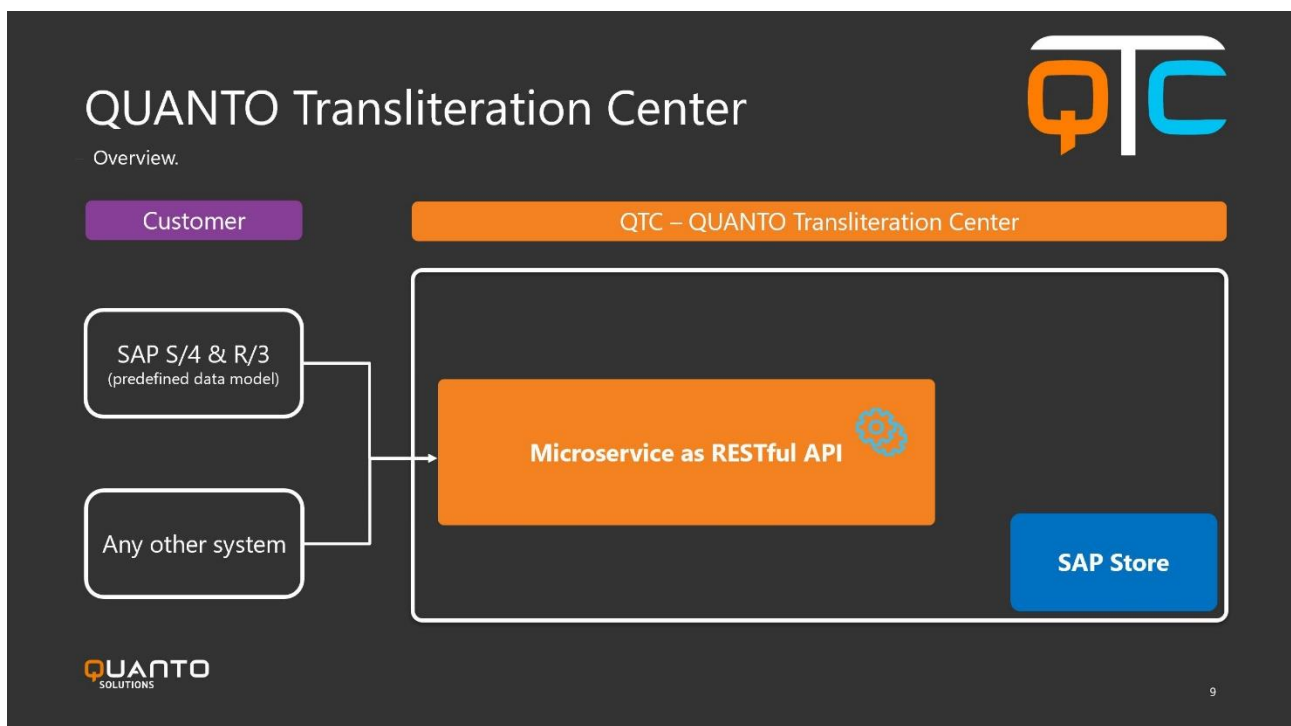 QTC
QUANTO Transliteration Center
Overview.
Customer
QTC – QUANTO Transliteration Center
SAP S/4 & R/3
(predefined data model)
Microservice as RESTful API
Any other system
SAP Store
QUANTO
SOLUTIONS
9